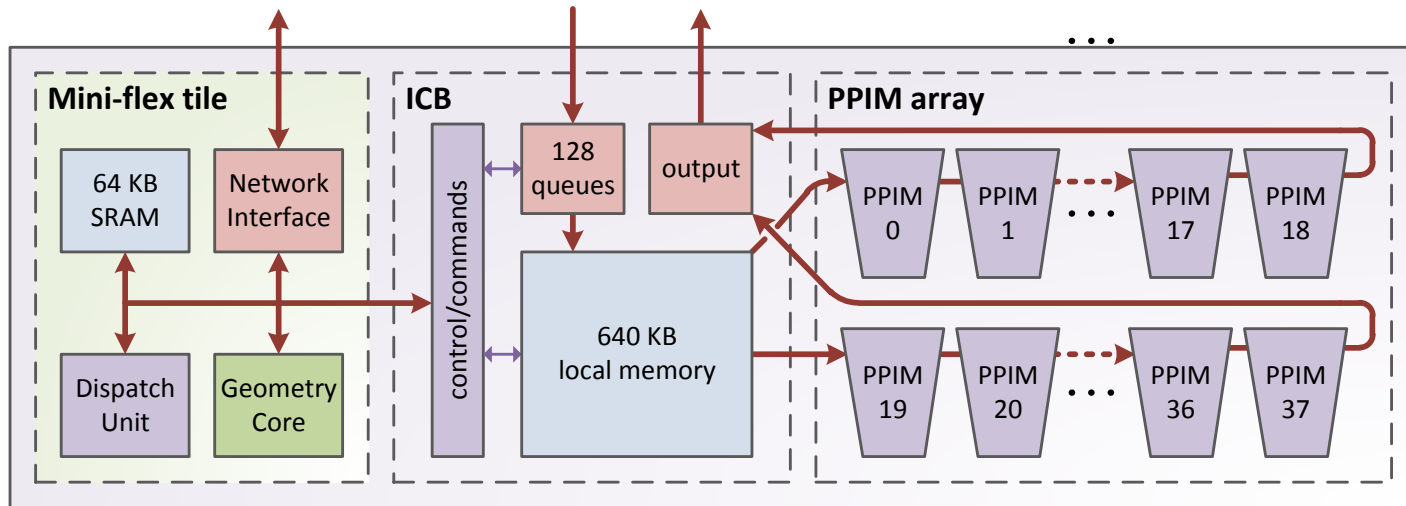 . . .
Mini-flex tile
64 KB
SRAM
Network
Interface
Dispatch
Unit
Geometry
Core
ICB
control/commands
128
queues
output
640 KB
local memory
PPIM array
PPIM
0
PPIM
1
. . .
PPIM
17
PPIM
18
PPIM
19
PPIM
20
. . .
PPIM
36
PPIM
37